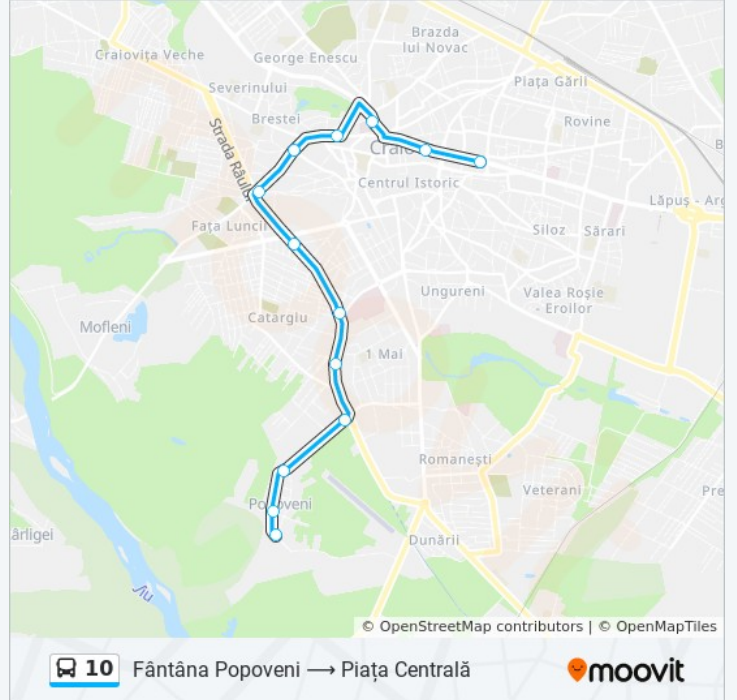 Brazda
lui Novac
Craiovița Veche
George Enescu
Piața Gării
Severinului
Brestei
Rovine
Strada Râului
Centrul Istoric
Lăpuș - Arg
Fața Luncii
Siloz
Sărari
Ungureni
Valea Roșie
- Eroilor
Mofleni
Catargiu
1 Mai
Romanești
Veterani
Pre
Popoveni
ârligei
Dunării
Jiu
© OpenStreetMap contributors | © OpenMapTiles
10 Fântâna Popoveni ⟶ Piața Centrală moovit